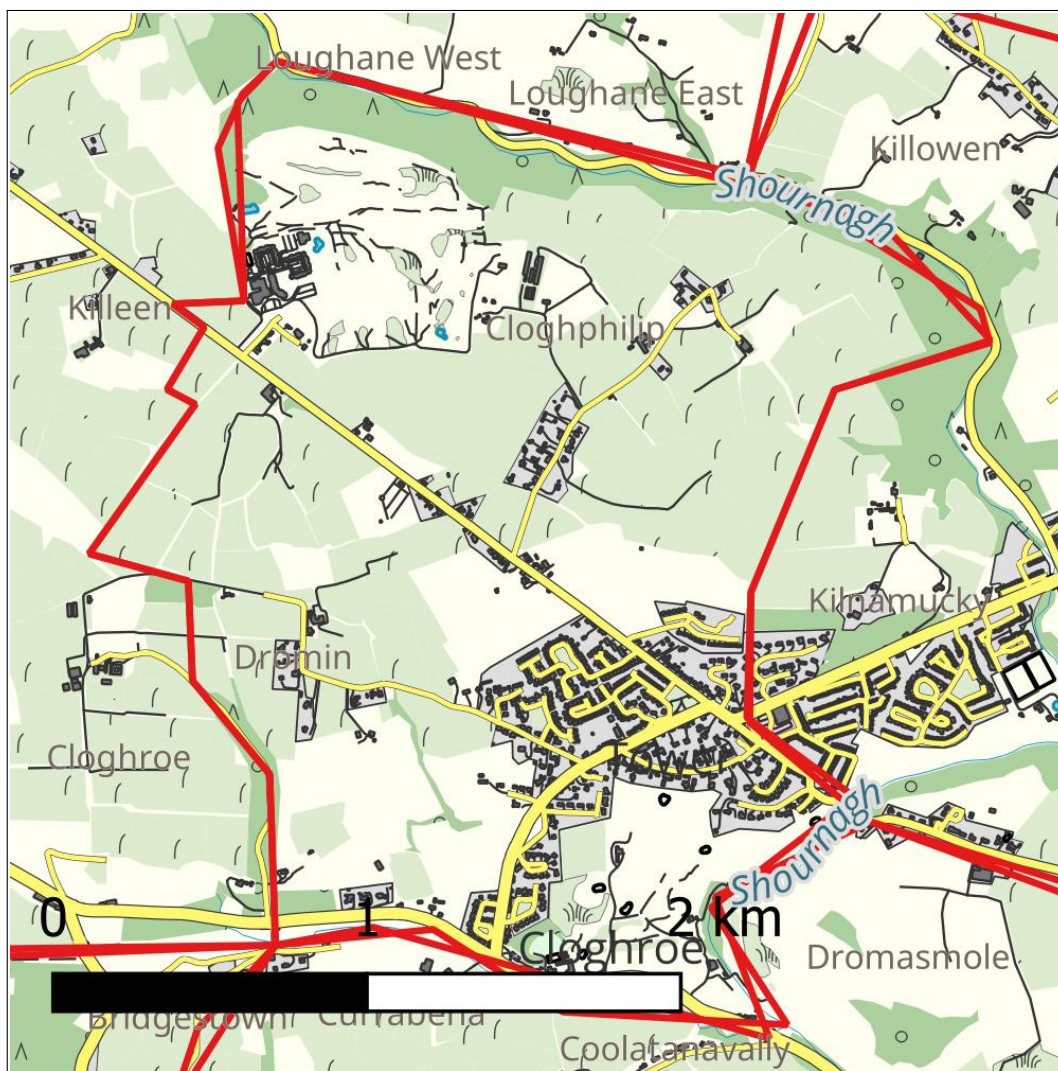 Loughane West
Loughane East
Killowen
Shournagh
Killeen
Cloghphilip
Kilnamucky
Dromin
Cloghroe
Tower
Shournagh
0 1 2 km
Cloghroe
Dromasmole
Bridgestown
Currabeha
Coolatanavally